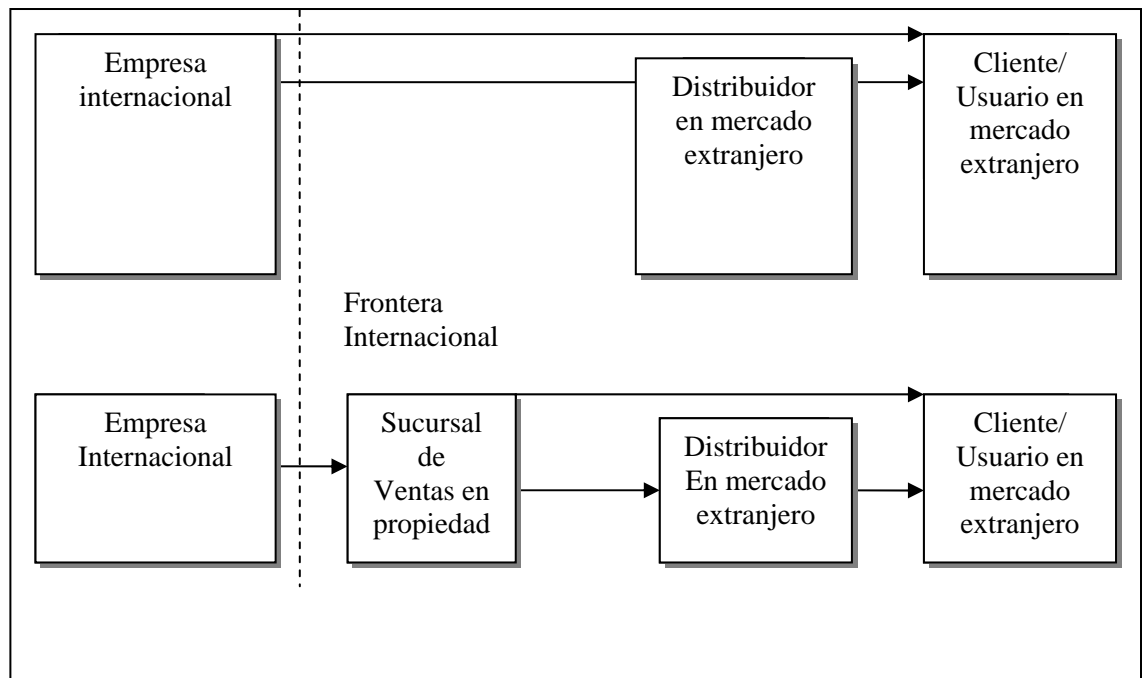 Empresa
internacional
Distribuidor
en mercado
extranjero
Cliente/
Usuario en
mercado
extranjero
Frontera
Internacional
Empresa
Internacional
Sucursal
de
Ventas en
propiedad
Distribuidor
En mercado
extranjero
Cliente/
Usuario en
mercado
extranjero